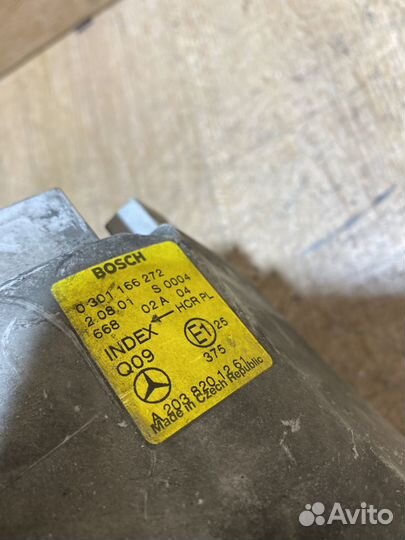 BOSCH
0 301 166 272
2.08 01 S 0004
668 02 A 04
INDEX ← HCR PL
Q09 E1 25
375
A 203 820 12 61
Made in Czech Republic
Avito